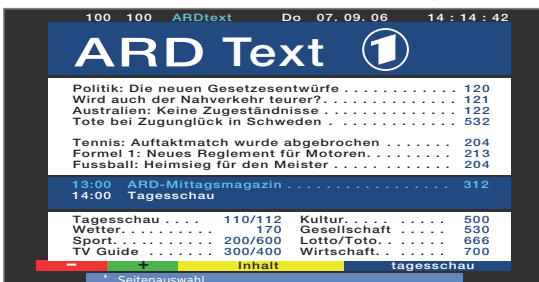 100 100 ARDtext Do 07. 09. 06 14 : 14 : 42
ARD Text 1
Politik: Die neuen Gesetzesentwürfe . . . . . . . . . . . . 120
Wird auch der Nahverkehr teurer?. . . . . . . . . . . . . . 121
Australien: Keine Zugeständnisse . . . . . . . . . . . . . . 122
Tote bei Zugunglück in Schweden . . . . . . . . . . . . . 532
Tennis: Auftaktmatch wurde abgebrochen . . . . . . . 204
Formel 1: Neues Reglement für Motoren. . . . . . . . . 213
Fussball: Heimsieg für den Meister . . . . . . . . . . . . 204
13:00 ARD-Mittagsmagazin . . . . . . . . . . . . . . . . . 312
14:00 Tagesschau
Tagesschau . . . . 110/112 Kultur. . . . . . . . . . 500
Wetter. . . . . . . . . . 170 Gesellschaft . . . . . 530
Sport. . . . . . . . . . 200/600 Lotto/Toto. . . . . . . 666
TV Guide . . . . . . 300/400 Wirtschaft. . . . . . . 700
− + Inhalt tagesschau
* Seitenauswahl